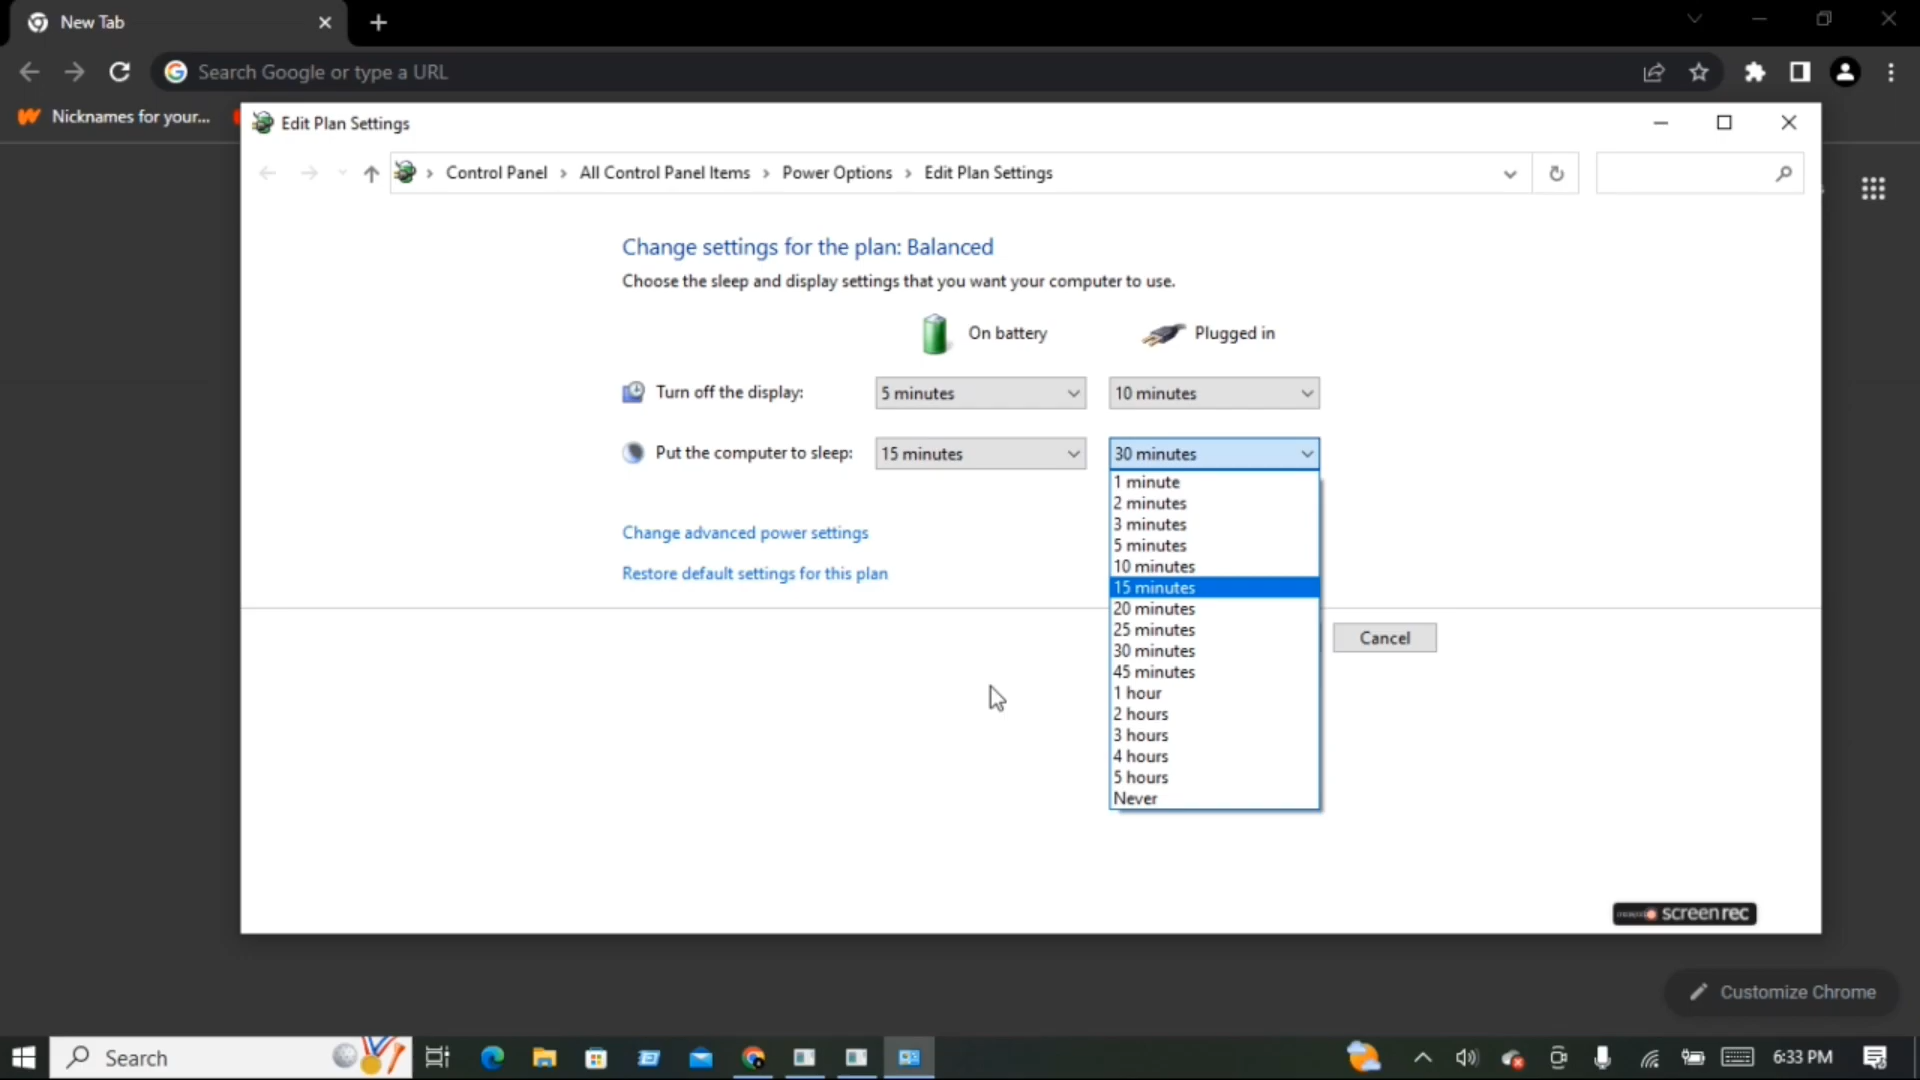 New Tab
Search Google or type a URL
Nicknames for your...
Edit Plan Settings
Control Panel > All Control Panel Items > Power Options > Edit Plan Settings
Change settings for the plan: Balanced
Choose the sleep and display settings that you want your computer to use.
On battery
Plugged in
Turn off the display:
5 minutes
10 minutes
Put the computer to sleep:
15 minutes
30 minutes
1 minute
2 minutes
3 minutes
5 minutes
10 minutes
15 minutes
20 minutes
25 minutes
30 minutes
45 minutes
1 hour
2 hours
3 hours
4 hours
5 hours
Never
Change advanced power settings
Restore default settings for this plan
Cancel
screenrec
Customize Chrome
Search
6:33 PM